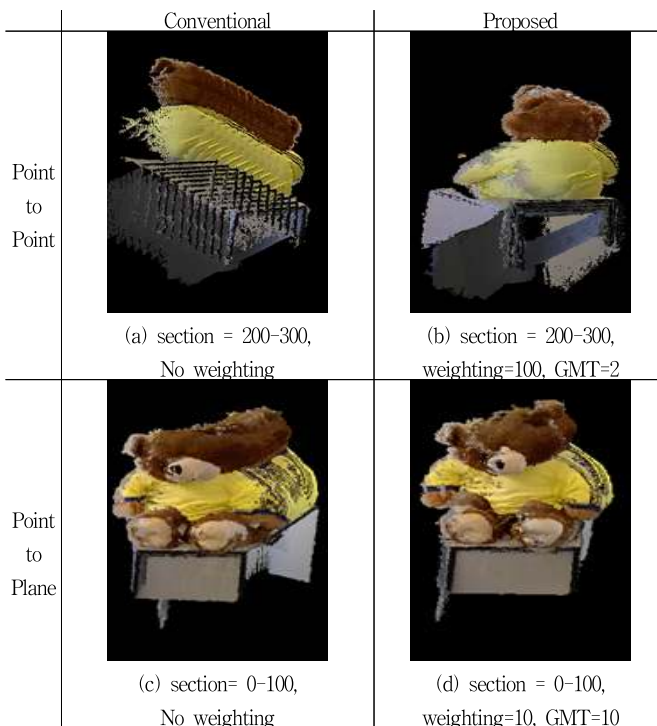 Conventional
Proposed
Point
to
Point
(a) section = 200-300,
No weighting
(b) section = 200-300,
weighting=100, GMT=2
Point
to
Plane
(c) section= 0-100,
No weighting
(d) section = 0-100,
weighting=10, GMT=10